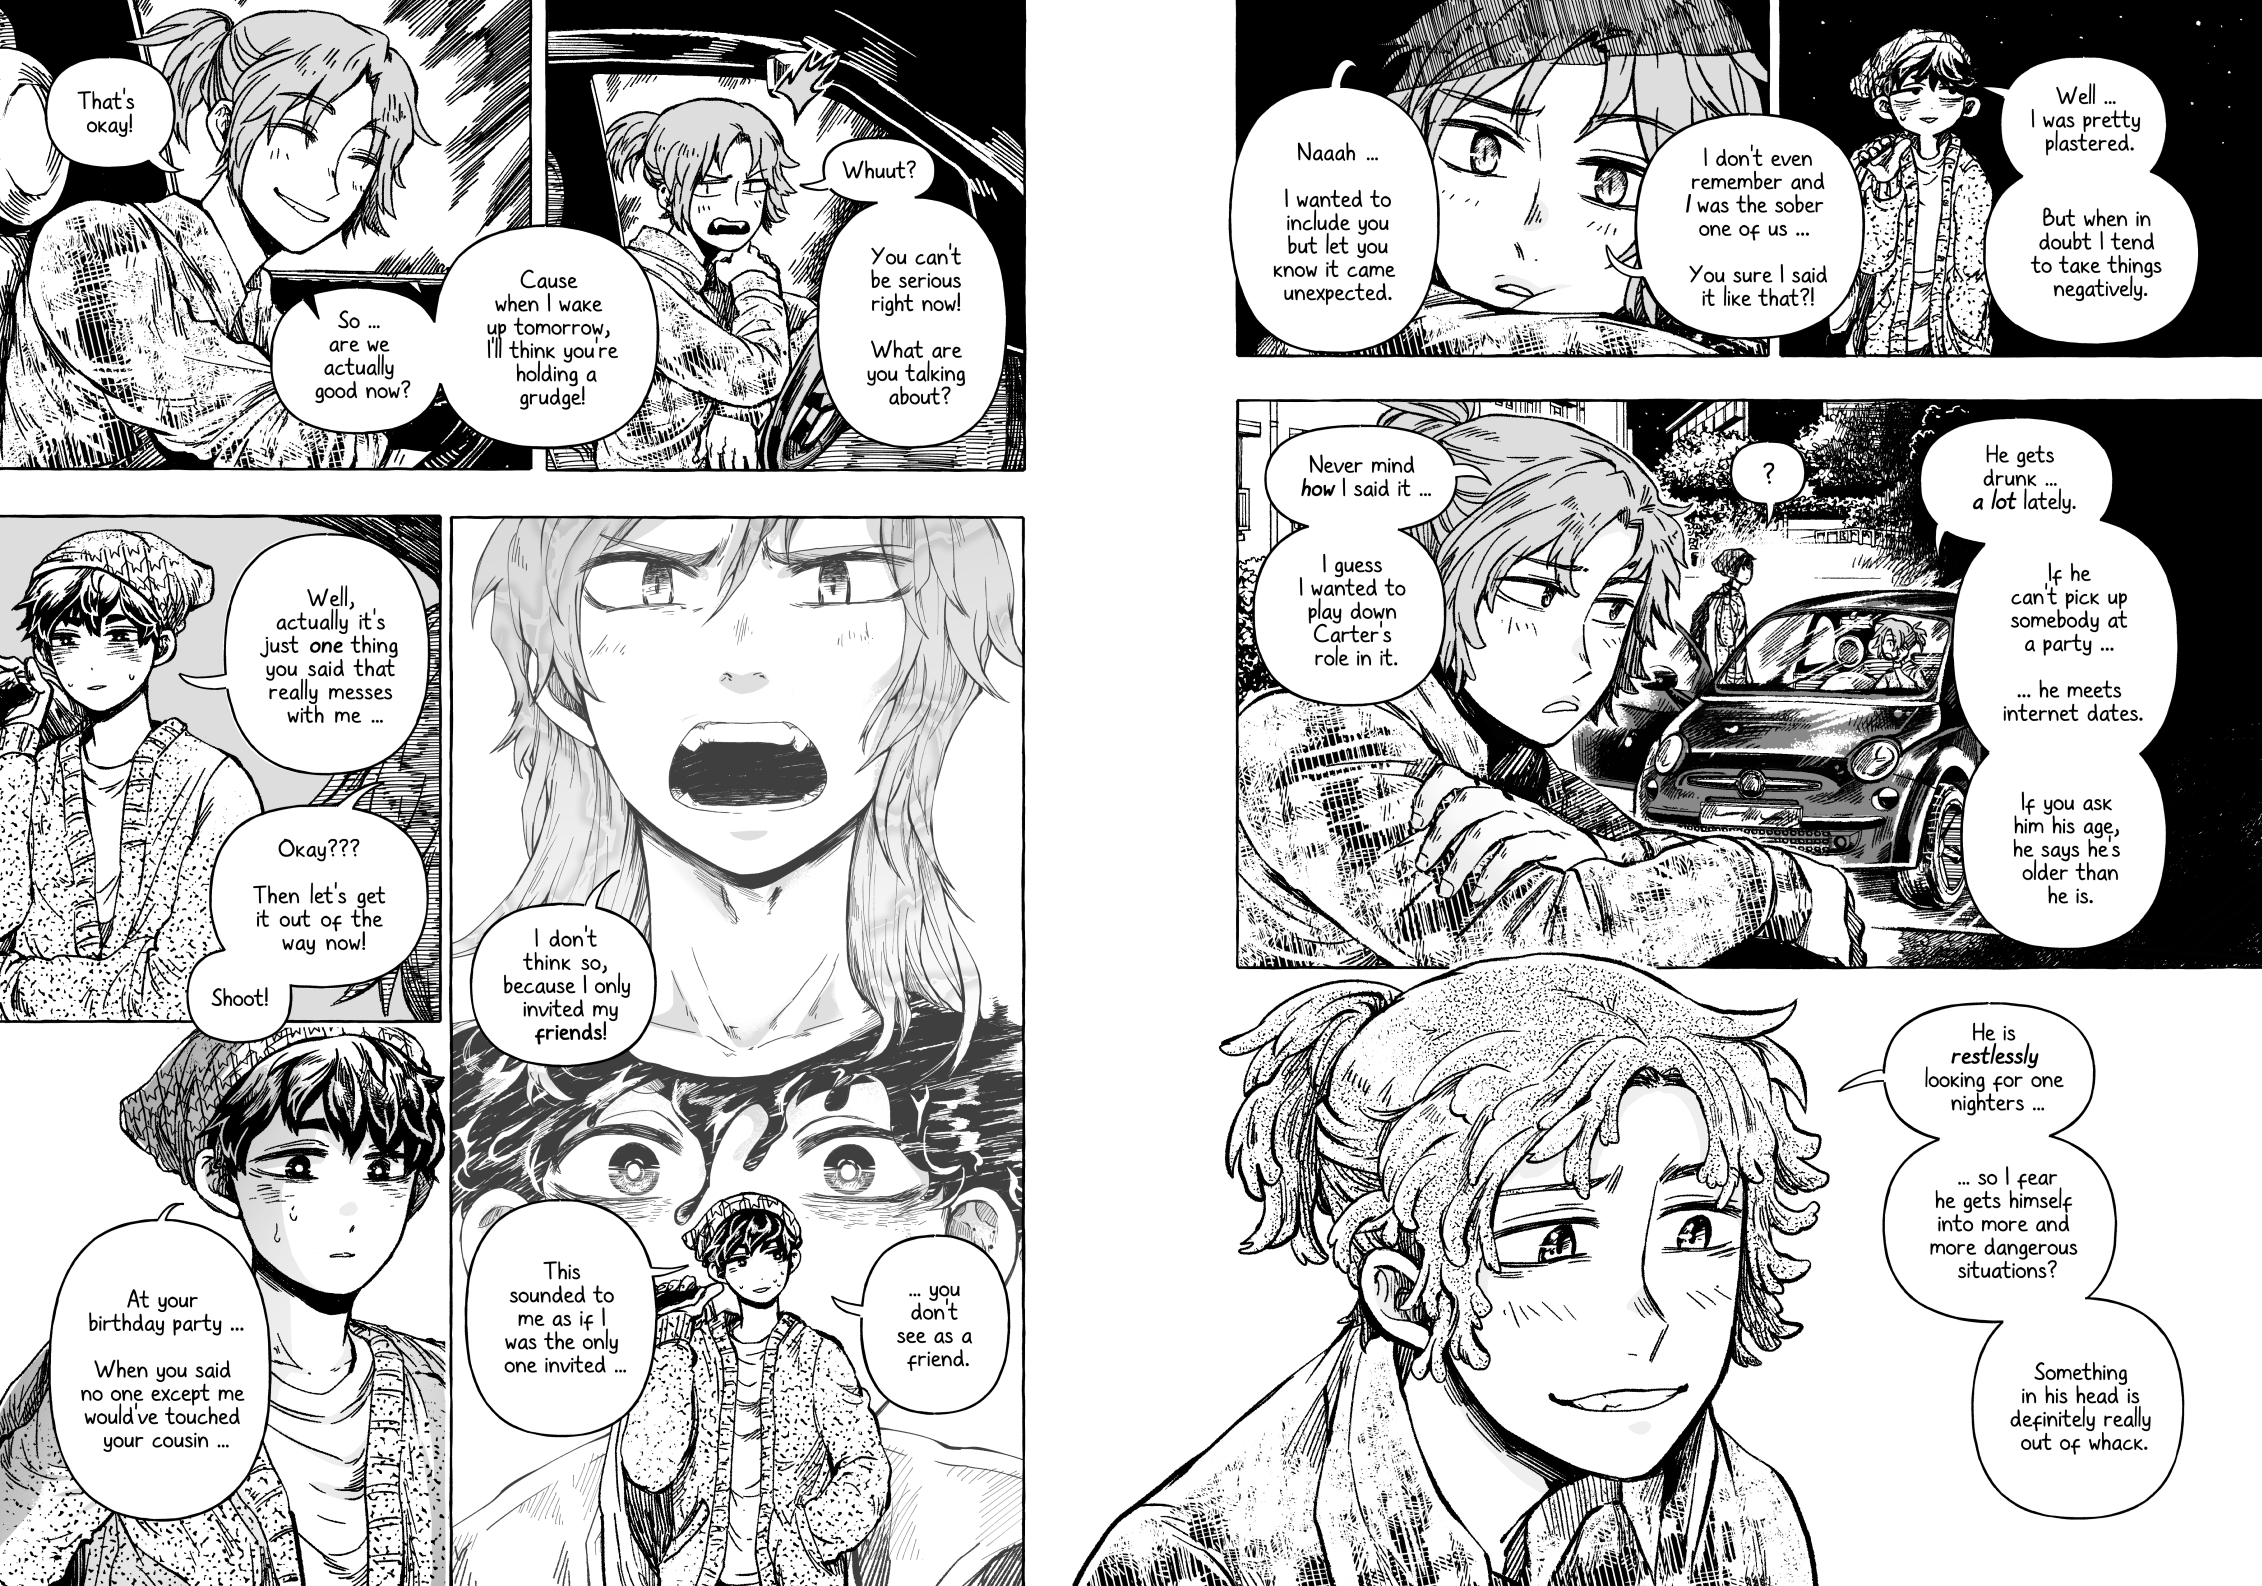 That's
okay!
So ...
are we
actually
good now?
Cause
when I wake
up tomorrow,
I'll think you're
holding a
grudge!
Whuut?
You can't
be serious
right now!
What are
you talking
about?
Well,
actually it's
just one thing
you said that
really messes
with me ...
Okay???
Then let's get
it out of the
way now!
Shoot!
At your
birthday party ...
When you said
no one except me
would've touched
your cousin ...
I don't
think so,
because I only
invited my
friends!
This
sounded to
me as if I
was the only
one invited ...
... you
don't
see as a
friend.
Naaah ...
I wanted to
include you
but let you
know it came
unexpected.
I don't even
remember and
I was the sober
one of us ...
You sure I said
it like that?!
Well ...
I was pretty
plastered.
But when in
doubt I tend
to take things
negatively.
Never mind
how I said it ...
I guess
I wanted to
play down
Carter's
role in it.
?
He gets
drunk ...
a lot lately.
If he
can't pick up
somebody at
a party ...
... he meets
internet dates.
If you ask
him his age,
he says he's
older than
he is.
He is
restlessly
looking for one
nighters ...
... so I fear
he gets himself
into more and
more dangerous
situations?
Something
in his head is
definitely really
out of whack.